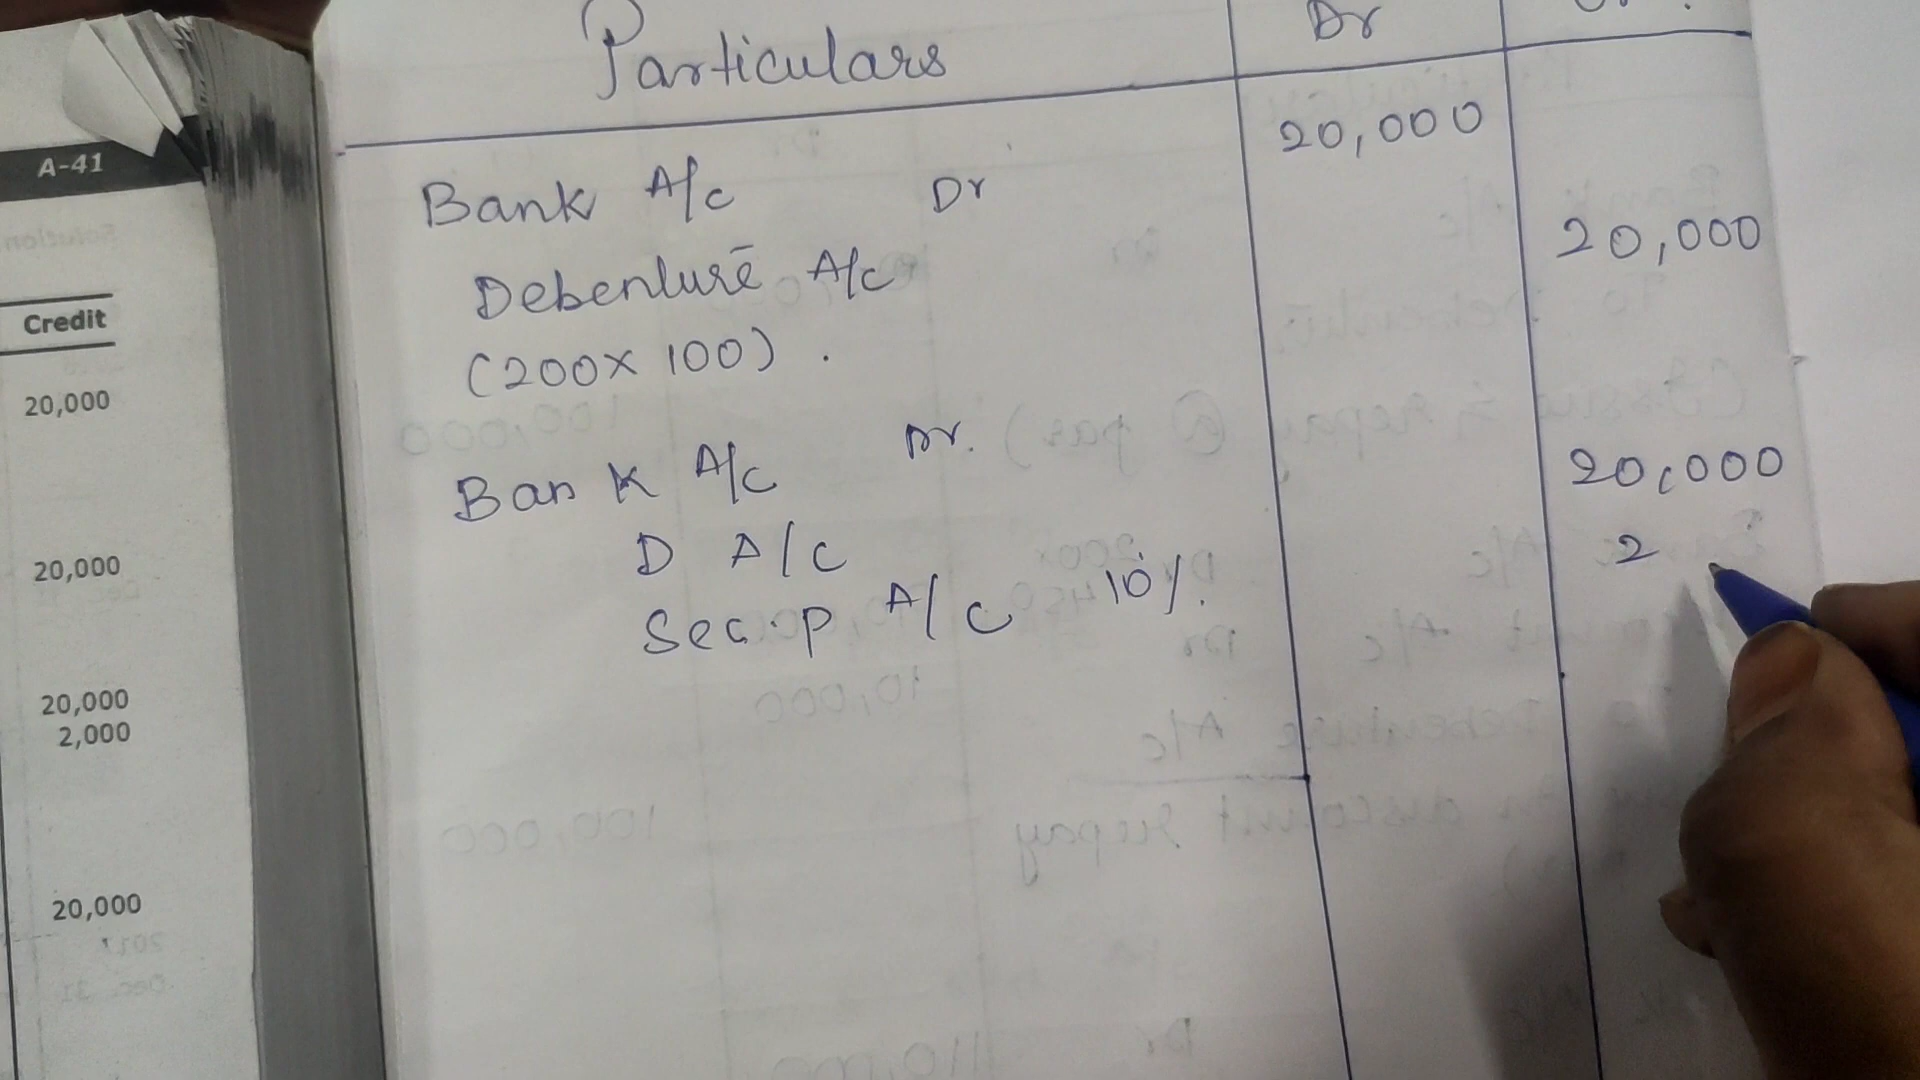 A-41
Credit
20,000
20,000
20,000
2,000
20,000
Particulars Dr
Bank A/c Dr 20,000
Debenture A/c 20,000
(200 x 100).
Bank A/c Dr.
D A/c 20,000
Sec.P A/c 10%. 2